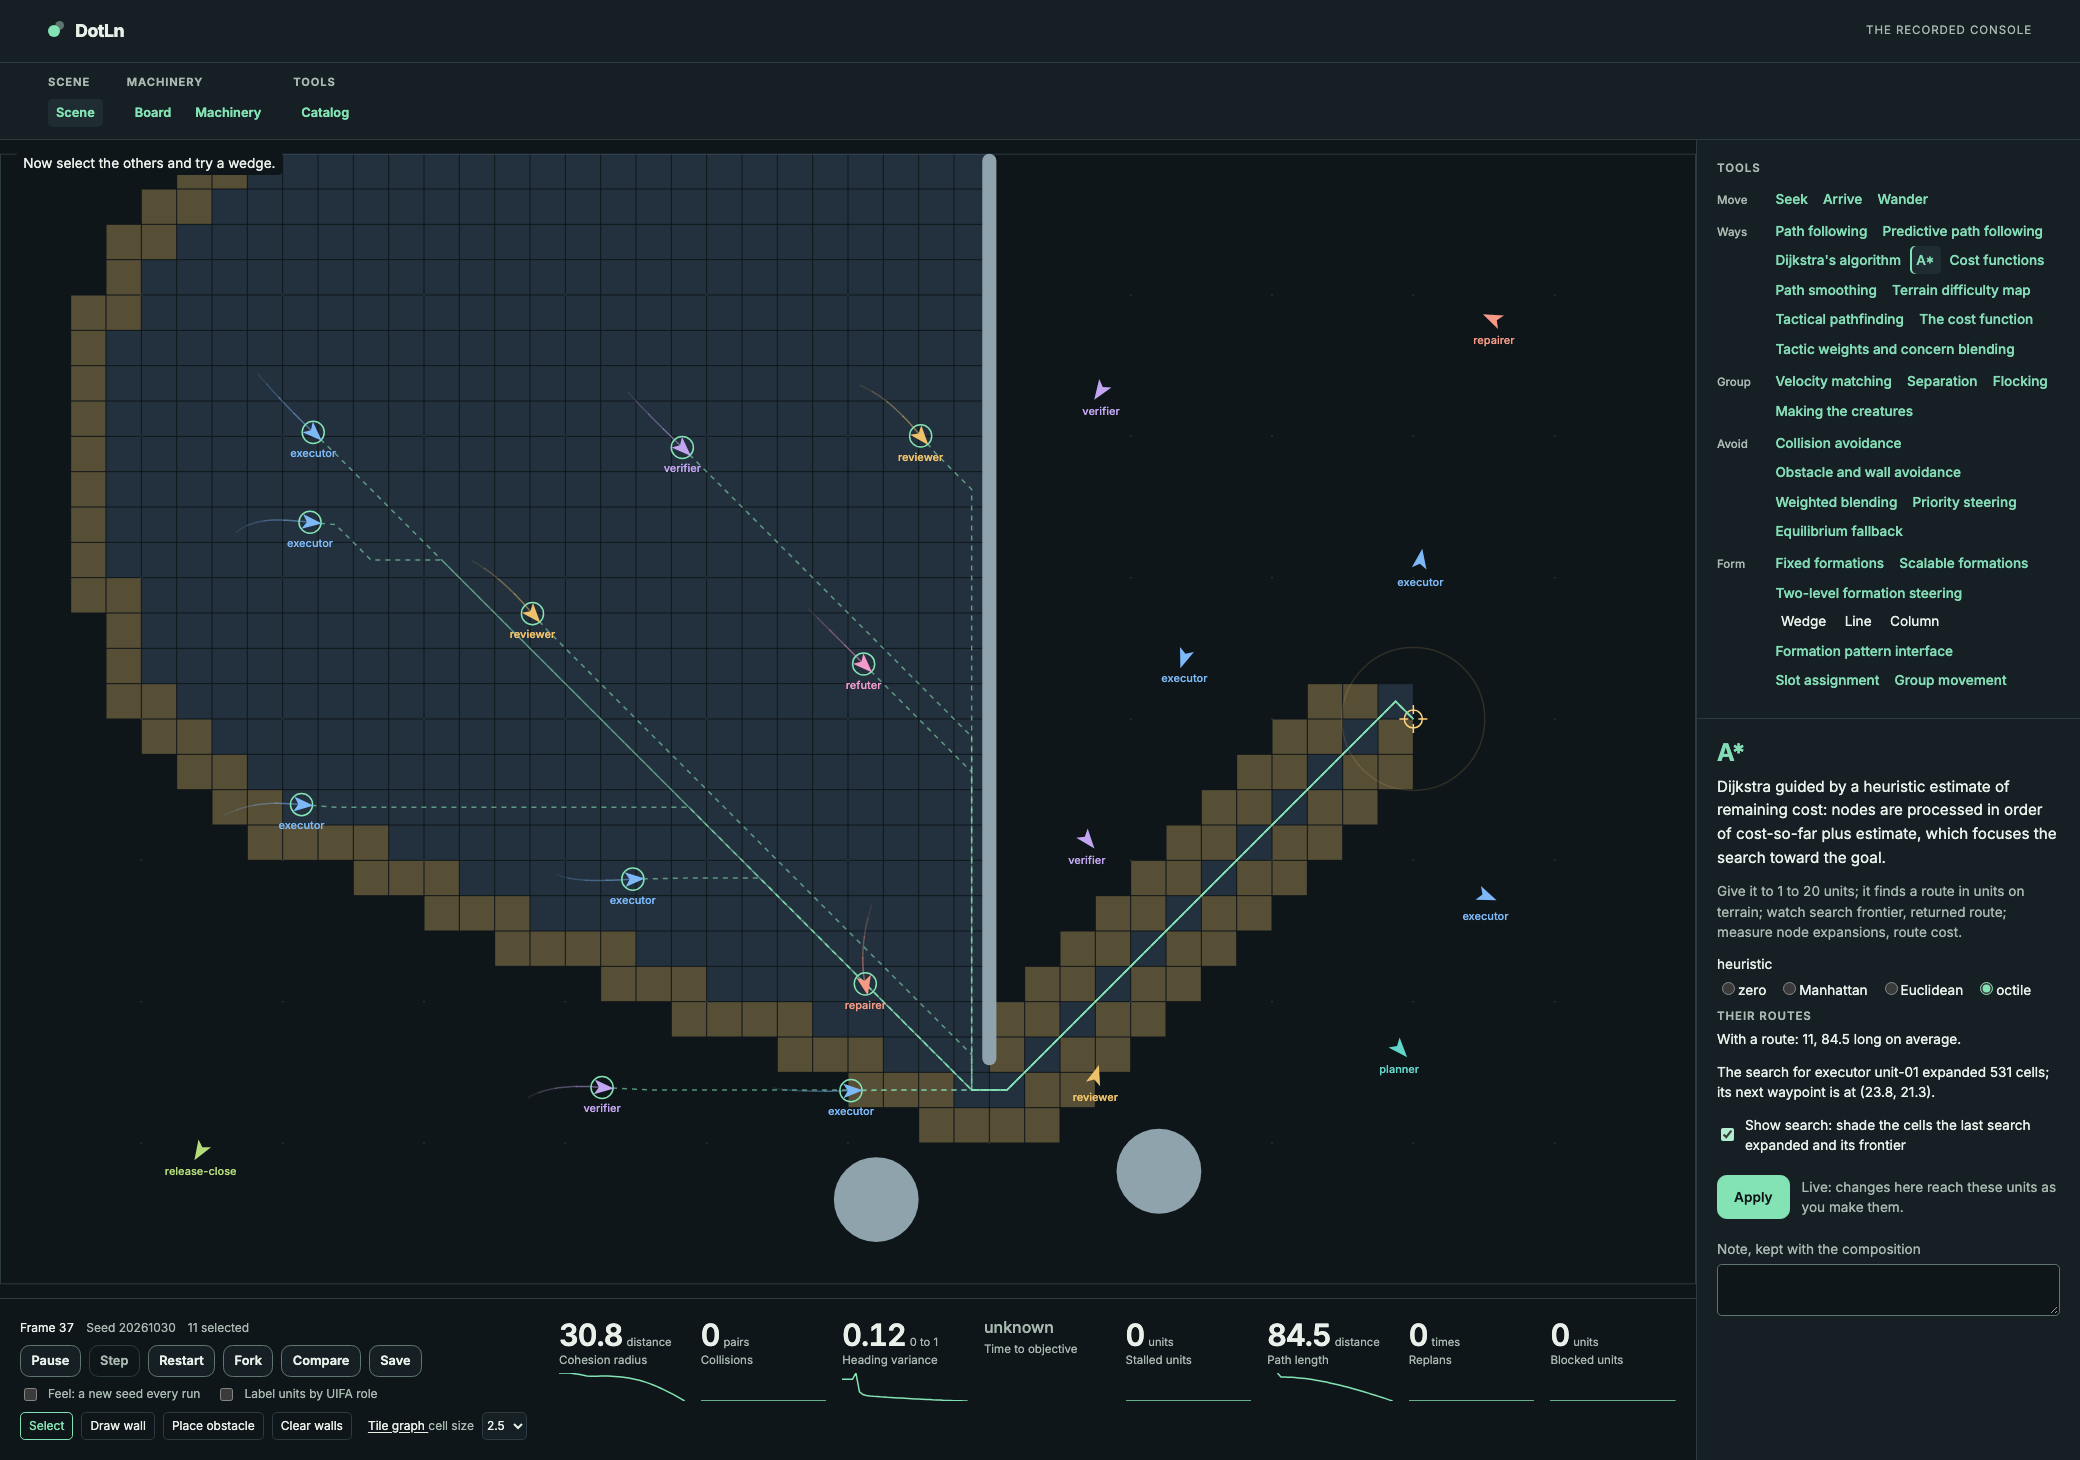 DotLn
THE RECORDED CONSOLE
SCENE
MACHINERY
TOOLS
Scene
Board
Machinery
Catalog
Now select the others and try a wedge.
repairer
verifier
executor
verifier
reviewer
executor
executor
reviewer
executor
refuter
executor
executor
verifier
executor
executor
repairer
planner
reviewer
verifier
executor
release-close
TOOLS
Move Seek Arrive Wander
Ways Path following Predictive path following
Dijkstra's algorithm A* Cost functions
Path smoothing Terrain difficulty map
Tactical pathfinding The cost function
Tactic weights and concern blending
Group Velocity matching Separation Flocking
Making the creatures
Avoid Collision avoidance
Obstacle and wall avoidance
Weighted blending Priority steering
Equilibrium fallback
Form Fixed formations Scalable formations
Two-level formation steering
Wedge Line Column
Formation pattern interface
Slot assignment Group movement
A*
Dijkstra guided by a heuristic estimate of
remaining cost: nodes are processed in order
of cost-so-far plus estimate, which focuses the
search toward the goal.
Give it to 1 to 20 units; it finds a route in units on
terrain; watch search frontier, returned route;
measure node expansions, route cost.
heuristic
zero Manhattan Euclidean octile
THEIR ROUTES
With a route: 11, 84.5 long on average.
The search for executor unit-01 expanded 531 cells;
its next waypoint is at (23.8, 21.3).
Show search: shade the cells the last search
expanded and its frontier
Apply
Live: changes here reach these units as
you make them.
Note, kept with the composition
Frame 37 Seed 20261030 11 selected
Pause Step Restart Fork Compare Save
Feel: a new seed every run Label units by UIFA role
Select Draw wall Place obstacle Clear walls Tile graph cell size 2.5
30.8 distance
Cohesion radius
0 pairs
Collisions
0.12 0 to 1
Heading variance
unknown
Time to objective
0 units
Stalled units
84.5 distance
Path length
0 times
Replans
0 units
Blocked units